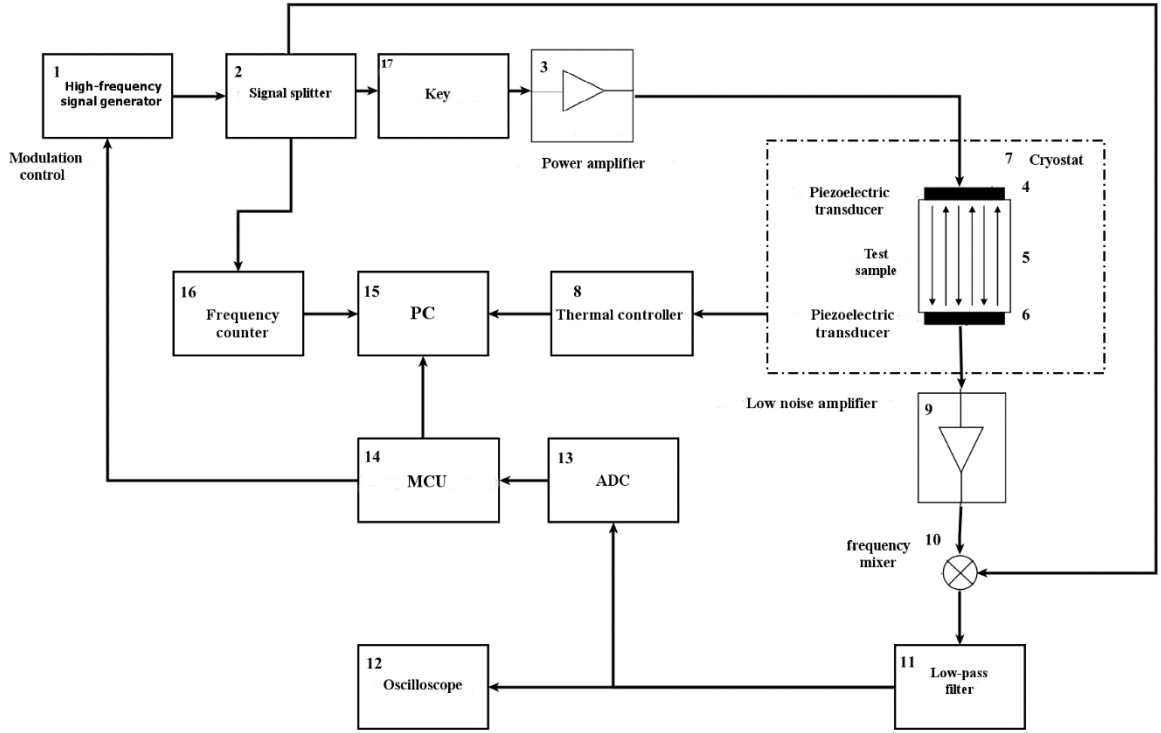 1
High-frequency
signal generator
2
Signal splitter
17
Key
3
Power amplifier
Modulation
control
7 Cryostat
Piezoelectric
transducer
4
Test
sample
5
Piezoelectric
transducer
6
16
Frequency
counter
15
PC
8
Thermal controller
Low noise amplifier
9
14
MCU
13
ADC
frequency
mixer
10
12
Oscilloscope
11
Low-pass
filter